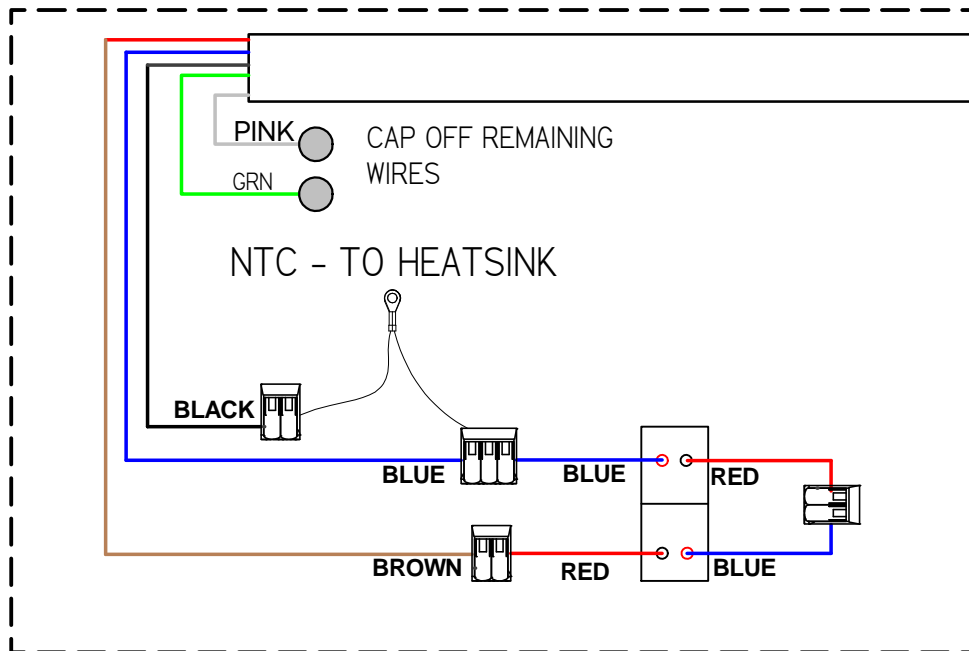 PINK
CAP OFF REMAINING
WIRES
GRN
NTC - TO HEATSINK
BLACK
BLUE
BLUE
RED
BROWN
RED
BLUE